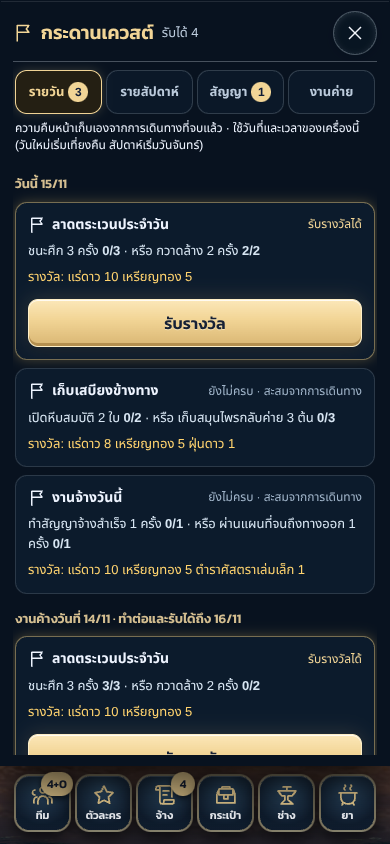 กระดานเควสต์ รับได้ 4
รายวัน 3 รายสัปดาห์ สัญญา 1 งานค่าย
ความคืบหน้าเก็บเองจากการเดินทางที่จบแล้ว · ใช้วันที่และเวลาของเครื่องนี้
(วันใหม่เริ่มเที่ยงคืน สัปดาห์เริ่มวันจันทร์)
วันนี้ 15/11
ลาดตระเวนประจำวัน รับรางวัลได้
ชนะศึก 3 ครั้ง 0/3 · หรือ กวาดล้าง 2 ครั้ง 2/2
รางวัล: แร่ดาว 10 เหรียญทอง 5
รับรางวัล
เก็บเสบียงข้างทาง ยังไม่ครบ · สะสมจากการเดินทาง
เปิดหีบสมบัติ 2 ใบ 0/2 · หรือ เก็บสมุนไพรกลับค่าย 3 ต้น 0/3
รางวัล: แร่ดาว 8 เหรียญทอง 5 ฝุ่นดาว 1
งานจ้างวันนี้ ยังไม่ครบ · สะสมจากการเดินทาง
ทำสัญญาจ้างสำเร็จ 1 ครั้ง 0/1 · หรือ ผ่านแผนที่จนถึงทางออก 1
ครั้ง 0/1
รางวัล: แร่ดาว 10 เหรียญทอง 5 ตำราศัสตราเล่มเล็ก 1
งานค้างวันที่ 14/11 · ทำต่อและรับได้ถึง 16/11
ลาดตระเวนประจำวัน รับรางวัลได้
ชนะศึก 3 ครั้ง 3/3 · หรือ กวาดล้าง 2 ครั้ง 0/2
รางวัล: แร่ดาว 10 เหรียญทอง 5
4+0 4
ทีม ตัวละคร จ้าง กระเป๋า ช่าง ยา